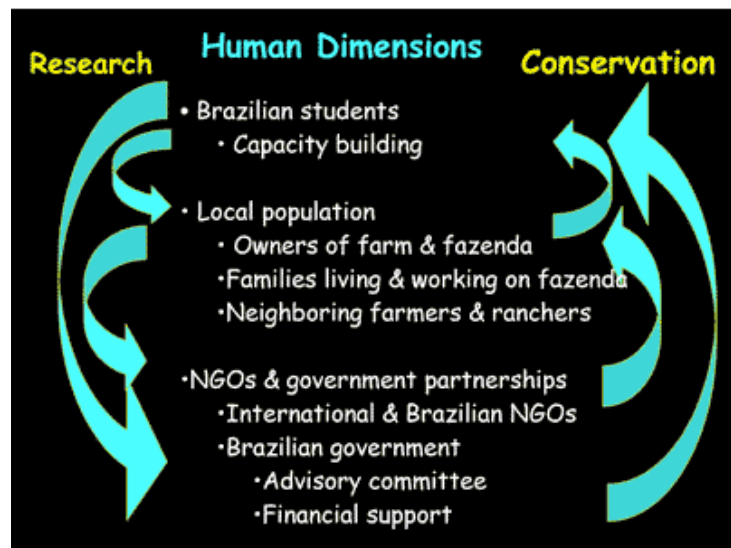 Human Dimensions
Research
Conservation
• Brazilian students
• Capacity building
• Local population
• Owners of farm & fazenda
•Families living & working on fazenda
•Neighboring farmers & ranchers
•NGOs & government partnerships
•International & Brazilian NGOs
•Brazilian government
•Advisory committee
•Financial support